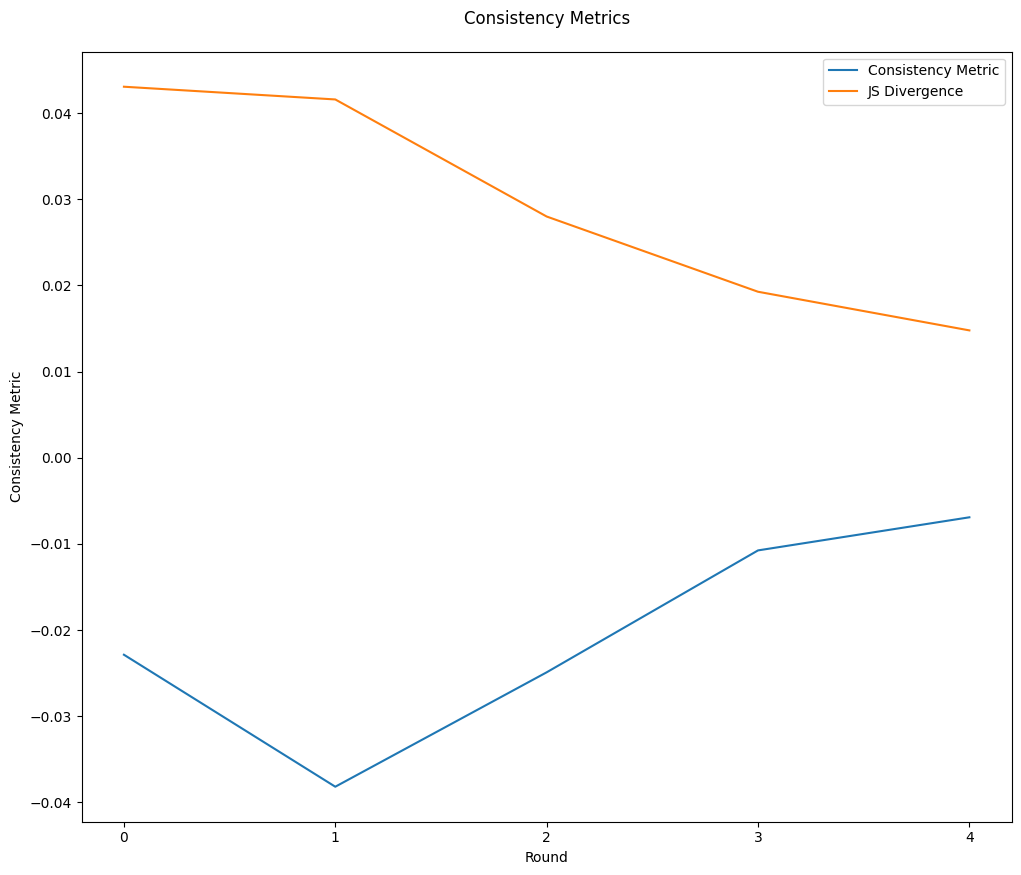 Consistency Metrics
Consistency Metric
JS Divergence
0.04
0.03
0.02
0.01
0.00
−0.01
−0.02
−0.03
−0.04
Consistency Metric
0 1 2 3 4
Round